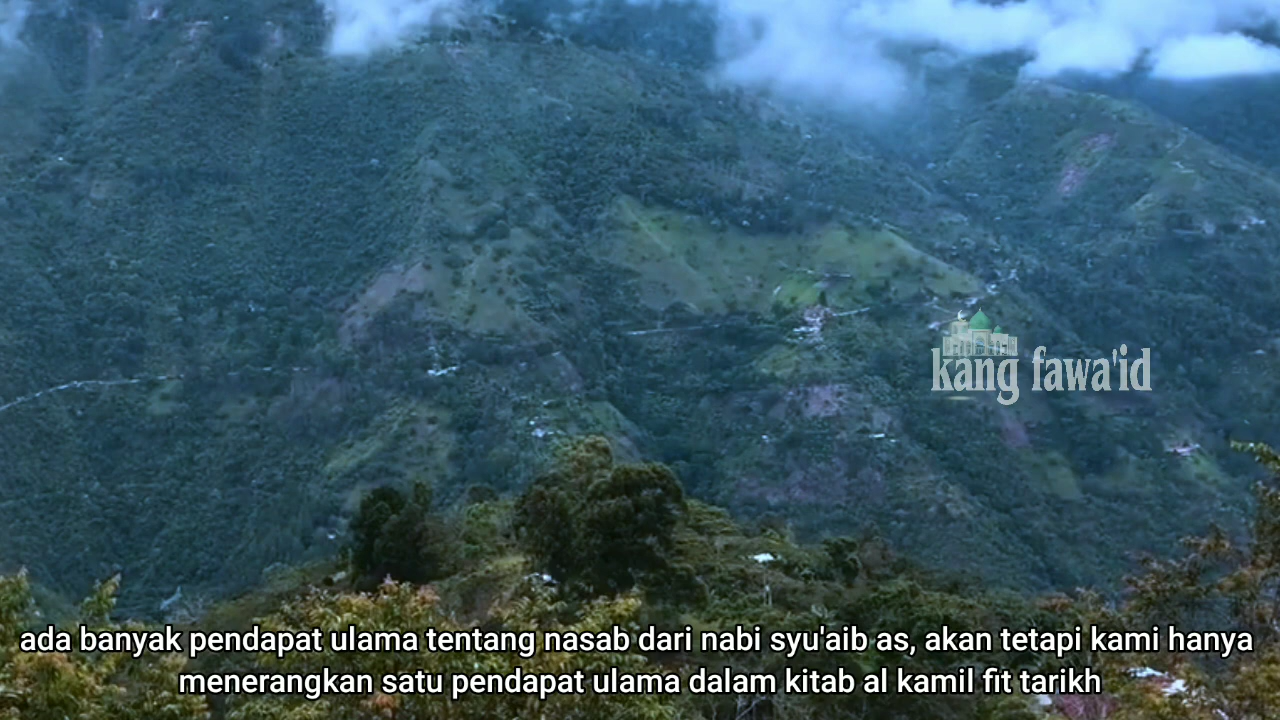 kang fawa'id
ada banyak pendapat ulama tentang nasab dari nabi syu'aib as, akan tetapi kami hanya
menerangkan satu pendapat ulama dalam kitab al kamil fit tarikh